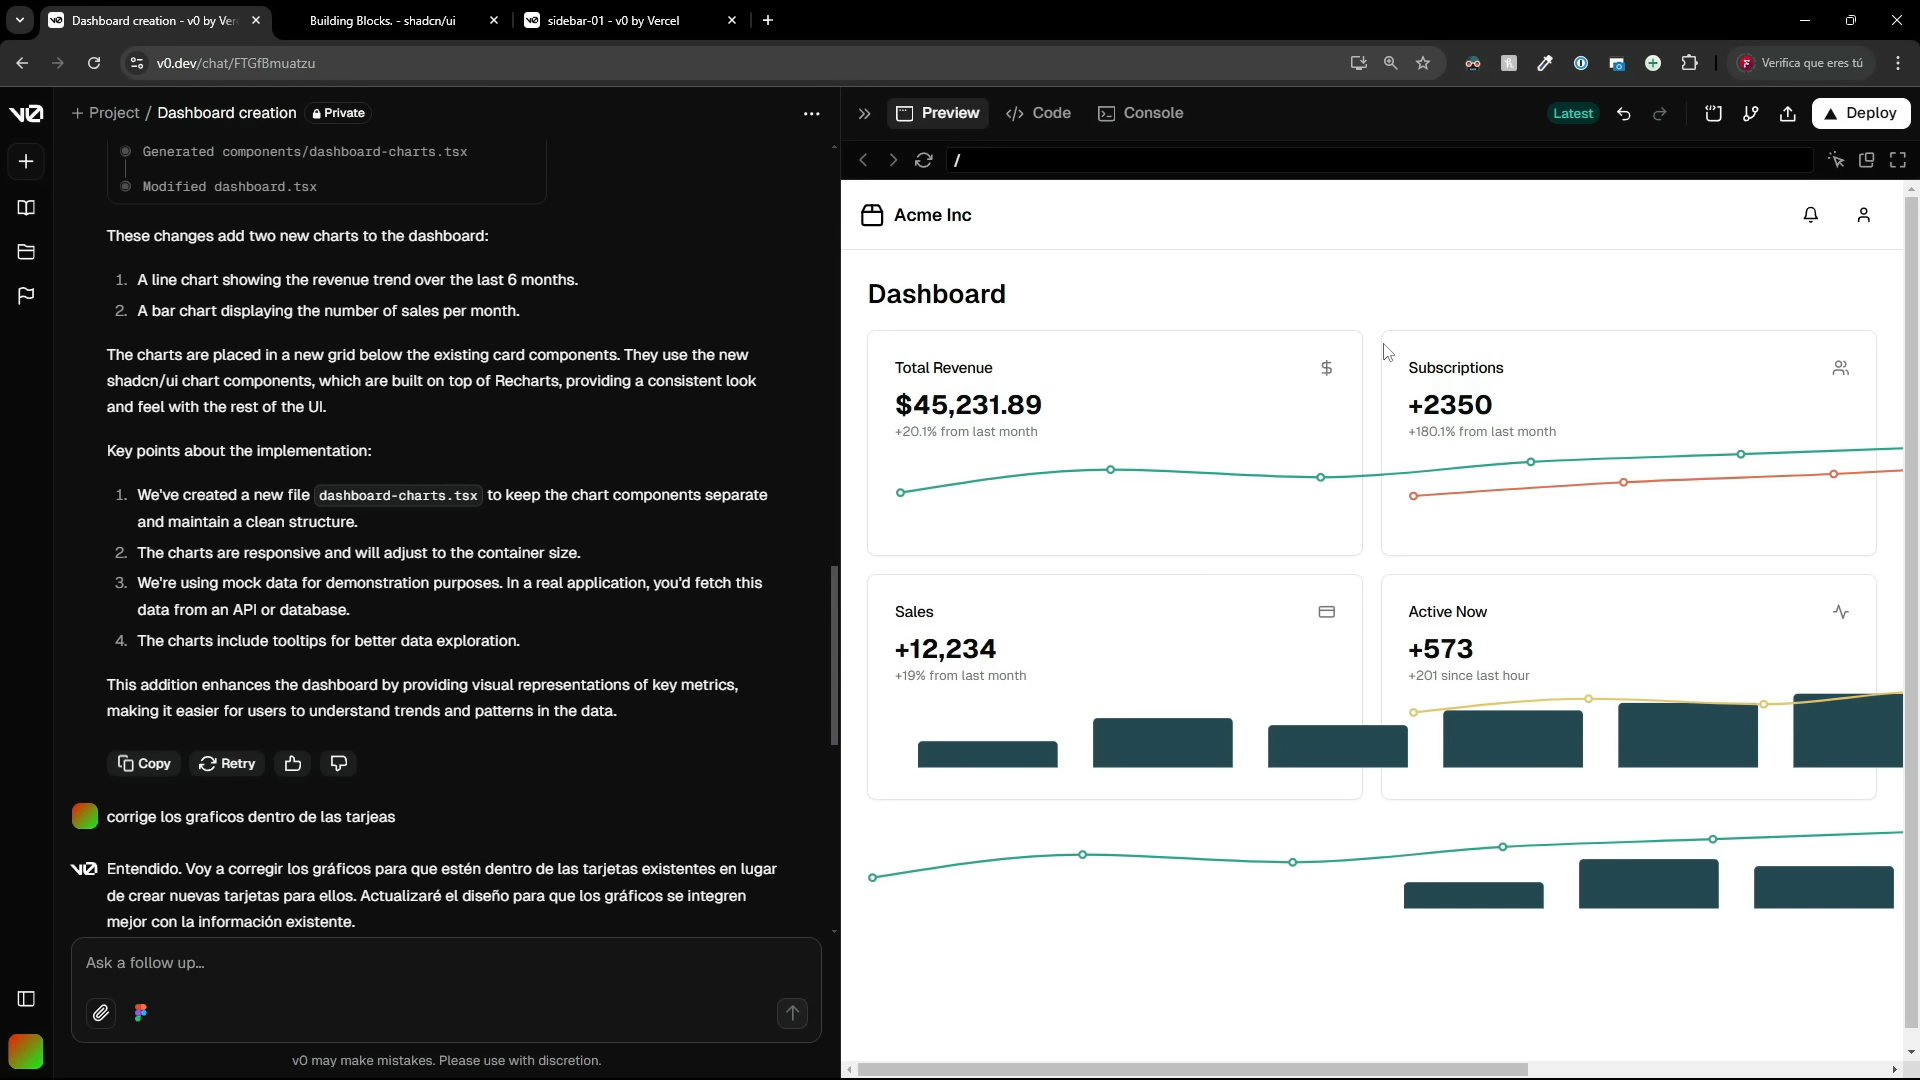 Dashboard creation - v0 by Ver
Building Blocks. - shadcn/ui
sidebar-01 - v0 by Vercel
v0.dev/chat/FTGfBmuatzu
Verifica que eres tú
Project / Dashboard creation
Private
Preview
Code
Console
Latest
Deploy
/
Generated components/dashboard-charts.tsx
Modified dashboard.tsx
These changes add two new charts to the dashboard:
1. A line chart showing the revenue trend over the last 6 months.
2. A bar chart displaying the number of sales per month.
The charts are placed in a new grid below the existing card components. They use the new
shadcn/ui chart components, which are built on top of Recharts, providing a consistent look
and feel with the rest of the UI.
Key points about the implementation:
1. We've created a new file dashboard-charts.tsx to keep the chart components separate
and maintain a clean structure.
2. The charts are responsive and will adjust to the container size.
3. We're using mock data for demonstration purposes. In a real application, you'd fetch this
data from an API or database.
4. The charts include tooltips for better data exploration.
This addition enhances the dashboard by providing visual representations of key metrics,
making it easier for users to understand trends and patterns in the data.
Copy
Retry
corrige los graficos dentro de las tarjeas
Entendido. Voy a corregir los gráficos para que estén dentro de las tarjetas existentes en lugar
de crear nuevas tarjetas para ellos. Actualizaré el diseño para que los gráficos se integren
mejor con la información existente.
Ask a follow up...
v0 may make mistakes. Please use with discretion.
Acme Inc
Dashboard
Total Revenue
$
$45,231.89
+20.1% from last month
Subscriptions
+2350
+180.1% from last month
Sales
+12,234
+19% from last month
Active Now
+573
+201 since last hour